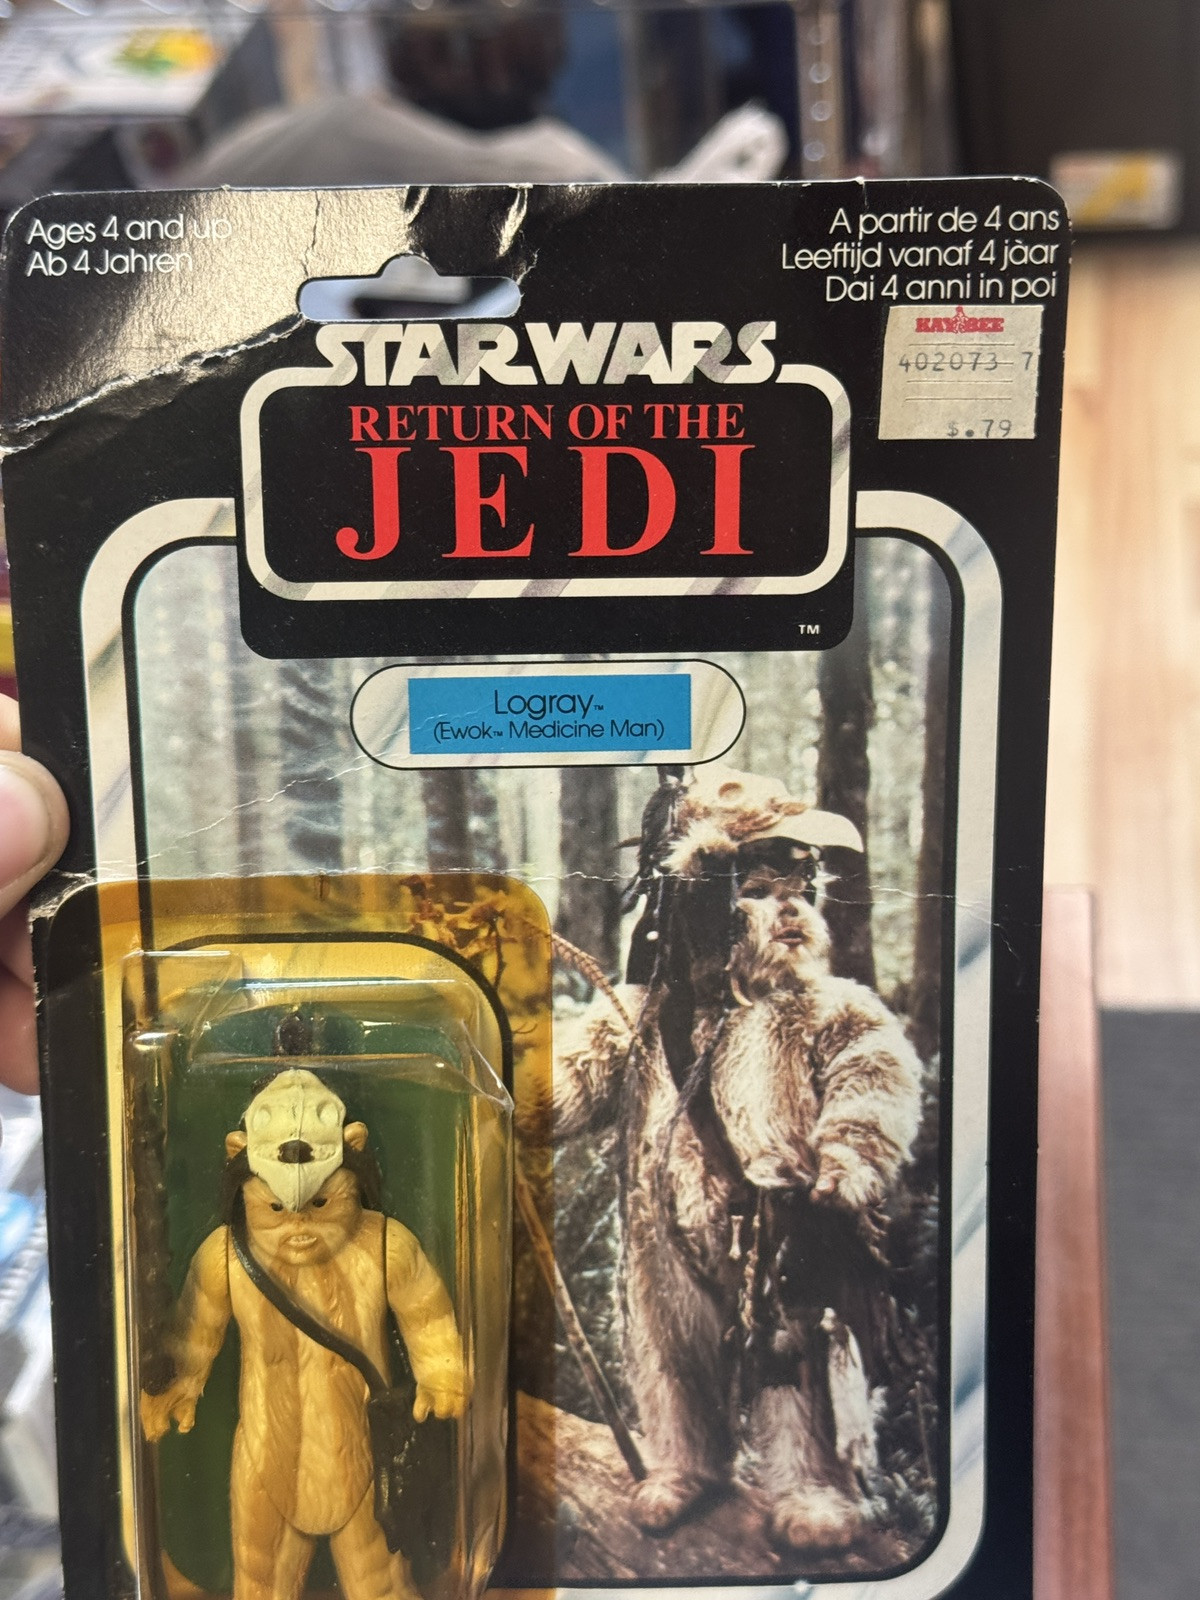 Ages 4 and up
Ab 4 Jahren
A partir de 4 ans
Leeftijd vanaf 4 jàar
Dai 4 anni in poi
KAY BEE
402073 7
$.79
STAR WARS
RETURN OF THE
JEDI
TM
Logray™
(Ewok™ Medicine Man)